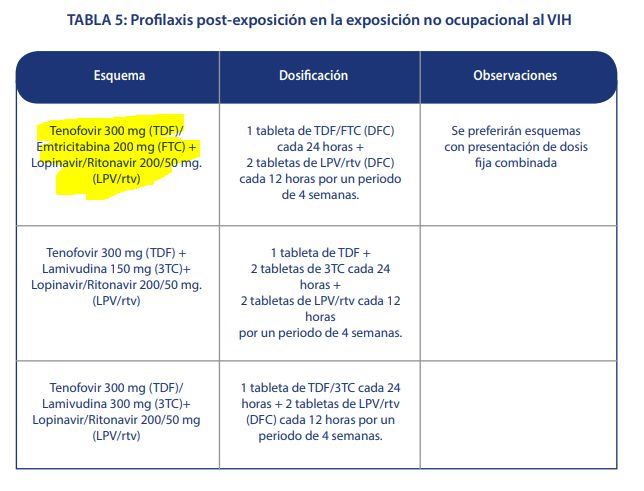 TABLA 5: Profilaxis post-exposición en la exposición no ocupacional al VIH
Esquema
Dosificación
Observaciones
Tenofovir 300 mg (TDF)/
Emtricitabina 200 mg (FTC) +
Lopinavir/Ritonavir 200/50 mg.
(LPV/rtv)
1 tableta de TDF/FTC (DFC)
cada 24 horas +
2 tabletas de LPV/rtv (DFC)
cada 12 horas por un periodo
de 4 semanas.
Se preferirán esquemas
con presentación de dosis
fija combinada
Tenofovir 300 mg (TDF) +
Lamivudina 150 mg (3TC)+
Lopinavir/Ritonavir 200/50 mg.
(LPV/rtv)
1 tableta de TDF +
2 tabletas de 3TC cada 24
horas +
2 tabletas de LPV/rtv cada 12
horas
por un periodo de 4 semanas.
Tenofovir 300 mg (TDF)/
Lamivudina 300 mg (3TC)+
Lopinavir/Ritonavir 200/50 mg
(LPV/rtv)
1 tableta de TDF/3TC cada 24
horas + 2 tabletas de LPV/rtv
(DFC) cada 12 horas por un
periodo de 4 semanas.